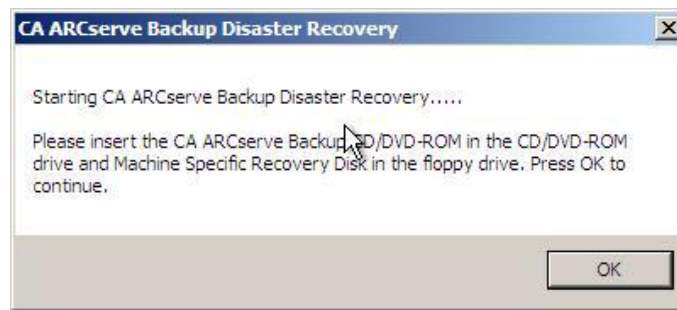 CA ARCserve Backup Disaster Recovery
Starting CA ARCserve Backup Disaster Recovery.....
Please insert the CA ARCserve Backup CD/DVD-ROM in the CD/DVD-ROM
drive and Machine Specific Recovery Disk in the floppy drive. Press OK to
continue.
OK